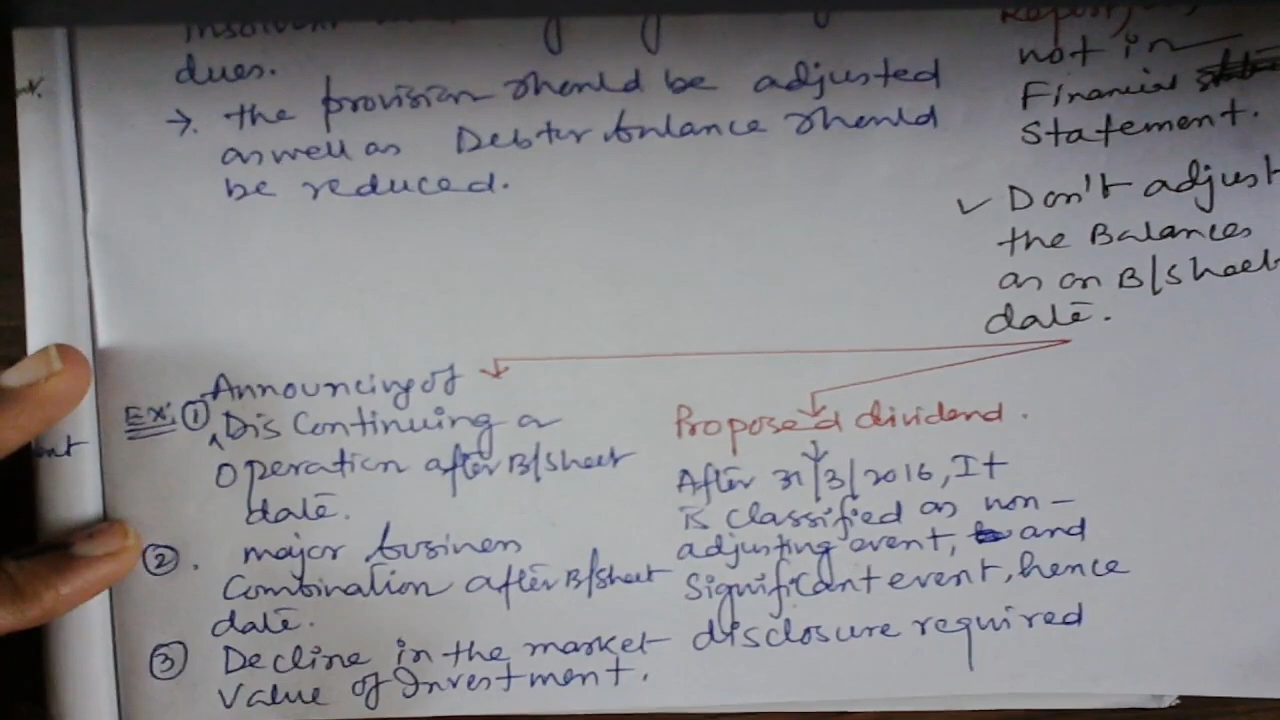 dues.
→. the provision should be adjusted
as well as Debtor balance should
be reduced.
not in
Financial
Statement.
✓ Don't adjust
the Balances
as on B/Sheet
date.
Ex: ① Announcing of
Discontinuing a
Operation after B/Sheet
date.
②. major business
Combination after B/Sheet
date.
③ Decline in the market
value of Investment.
Proposed dividend.
After 31/3/2016, It
is classified as non-
adjusting event, and
Significant event, hence
disclosure required